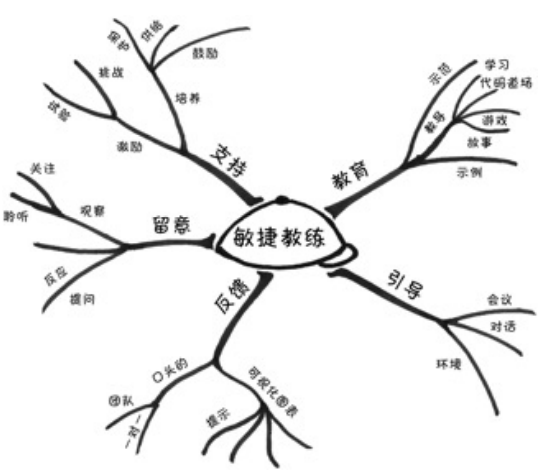 敏捷教练
支持
培养
保护
供给
鼓励
激励
挑战
试验
教育
示范
教导
学习
代码道场
游戏
故事
示例
留意
观察
关注
聆听
反应
提问
反馈
口头的
团队
一对一
可视化图表
提示
引导
会议
对话
环境